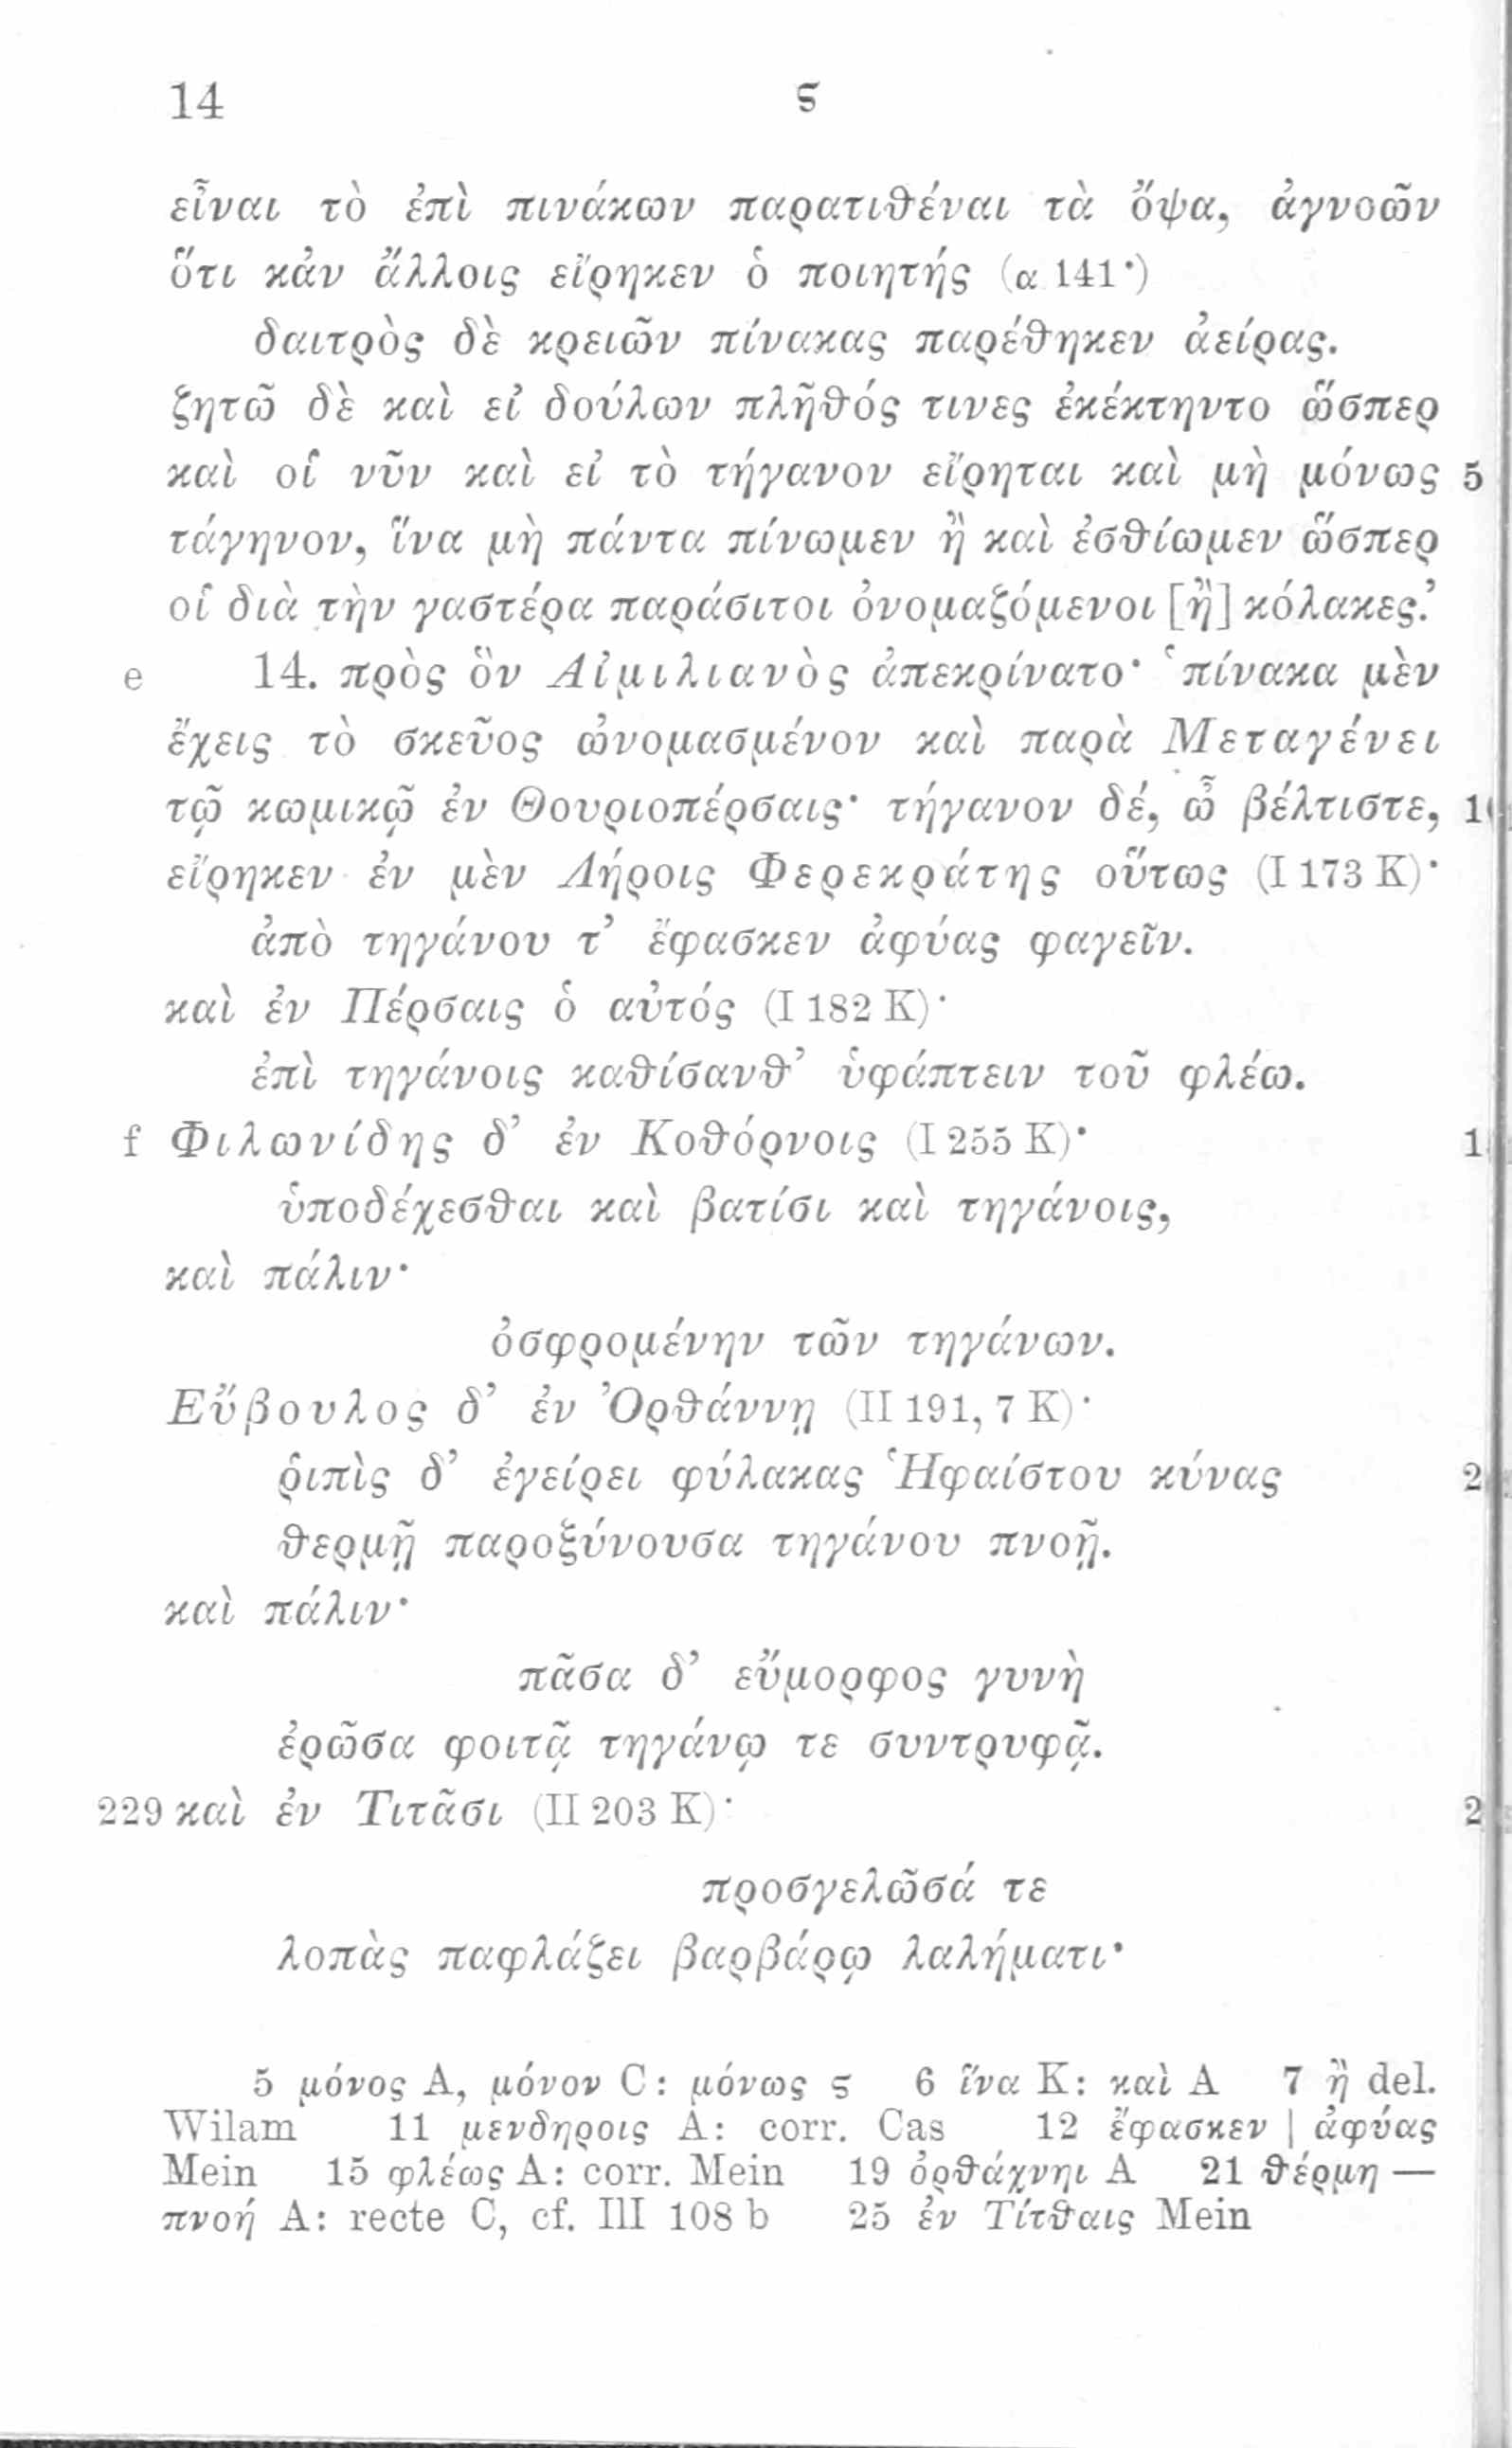 14 ϛ
εἶναι τὸ ἐπὶ πινάκων παρατιθέναι τὰ ὄψα, ἀγνοῶν
ὅτι κἀν ἄλλοις εἴρηκεν ὁ ποιητής (α 141·)
δαιτρὸς δὲ κρειῶν πίνακας παρέθηκεν ἀείρας.
ζητῶ δὲ καὶ εἰ δούλων πλῆθός τινες ἐκέκτηντο ὥσπερ
καὶ οἱ νῦν καὶ εἰ τὸ τήγανον εἴρηται καὶ μὴ μόνως 5
τάγηνον, ἵνα μὴ πάντα πίνωμεν ἢ καὶ ἐσθίωμεν ὥσπερ
οἱ διὰ τὴν γαστέρα παράσιτοι ὀνομαζόμενοι [ἢ] κόλακες.’
e 14. πρὸς ὃν Αἰμιλιανὸς ἀπεκρίνατο· ‘πίνακα μὲν
ἔχεις τὸ σκεῦος ὠνομασμένον καὶ παρὰ Μεταγένει
τῷ κωμικῷ ἐν Θουριοπέρσαις· τήγανον δέ, ὦ βέλτιστε, 1
εἴρηκεν ἐν μὲν Λήροις Φερεκράτης οὕτως (I 173 K)·
ἀπὸ τηγάνου τ’ ἔφασκεν ἀφύας φαγεῖν.
καὶ ἐν Πέρσαις ὁ αὐτός (I 182 K)·
ἐπὶ τηγάνοις καθίσανθ’ ὑφάπτειν τοῦ φλέω.
f Φιλωνίδης δ’ ἐν Κοθόρνοις (I 255 K)· 1
ὑποδέχεσθαι καὶ βατίσι καὶ τηγάνοις,
καὶ πάλιν·
ὀσφρομένην τῶν τηγάνων.
Εὔβουλος δ’ ἐν Ὀρθάννῃ (II 191, 7 K)·
ῥιπὶς δ’ ἐγείρει φύλακας Ἡφαίστου κύνας 2
θερμῇ παροξύνουσα τηγάνου πνοῇ.
καὶ πάλιν·
πᾶσα δ’ εὔμορφος γυνὴ
ἐρῶσα φοιτᾷ τηγάνῳ τε συντρυφᾷ.
229 καὶ ἐν Τιτᾶσι (II 203 K)· 2
προσγελῶσά τε
λοπὰς παφλάζει βαρβάρῳ λαλήματι·
5 μόνος A, μόνον C: μόνως ϛ 6 ἵνα K: καὶ A 7 ἢ del.
Wilam 11 μενδηροις A: corr. Cas 12 ἔφασκεν | ἀφύας
Mein 15 φλέως A: corr. Mein 19 ὀρθάχνηι A 21 θέρμη —
πνοή A: recte C, cf. III 108 b 25 ἐν Τίτθαις Mein